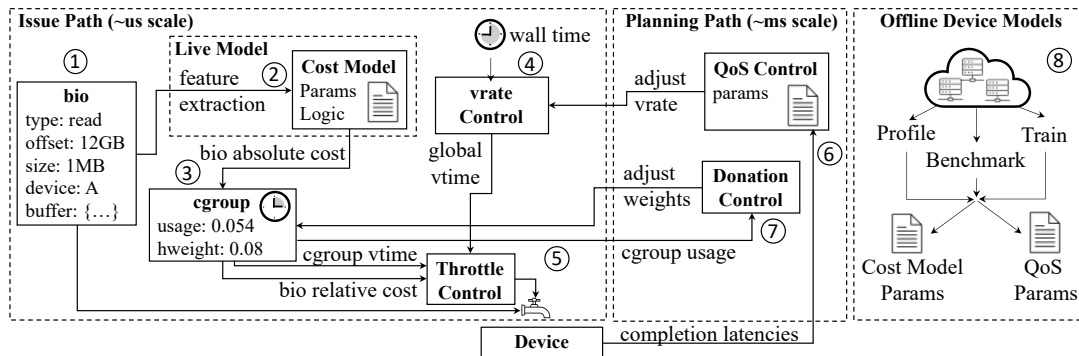 Issue Path (~us scale)
①
bio
type: read
offset: 12GB
size: 1MB
device: A
buffer: {…}
feature
extraction
Live Model
②
Cost Model
Params
Logic
bio absolute cost
③
cgroup
usage: 0.054
hweight: 0.08
wall time
④
vrate
Control
global
vtime
cgroup vtime
bio relative cost
Throttle
Control
⑤
Planning Path (~ms scale)
adjust
vrate
QoS Control
params
⑥
adjust
weights
Donation
Control
⑦
cgroup usage
Device
completion latencies
Offline Device Models
⑧
Profile
Train
Benchmark
Cost Model
Params
QoS
Params